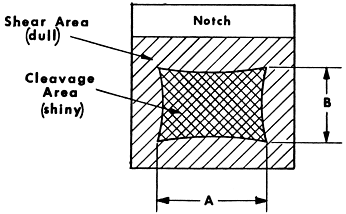 Notch
Shear Area
(dull)
Cleavage
Area
(shiny)
B
A